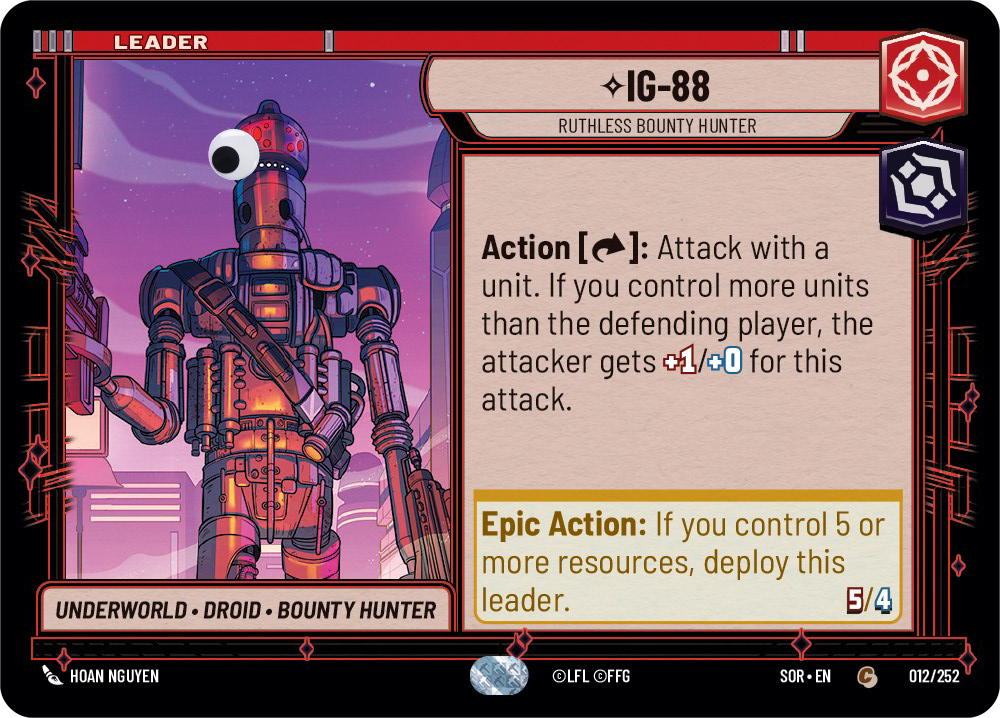 LEADER
✧IG-88
RUTHLESS BOUNTY HUNTER
Action [↷]: Attack with a
unit. If you control more units
than the defending player, the
attacker gets +1/+0 for this
attack.
Epic Action: If you control 5 or
more resources, deploy this
leader.
5/4
UNDERWORLD • DROID • BOUNTY HUNTER
HOAN NGUYEN
©LFL ©FFG
SOR • EN
C
012/252